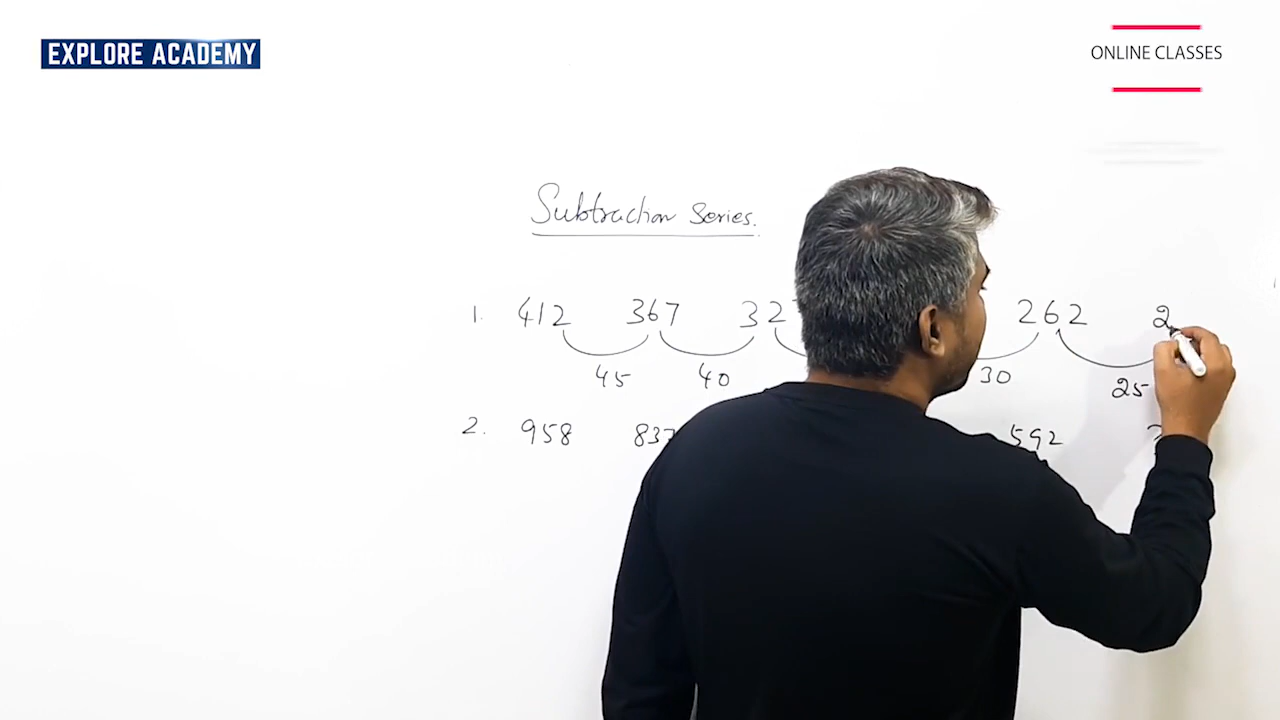 EXPLORE ACADEMY
ONLINE CLASSES
Subtraction Series.
1. 412 367 32 262 2
45 40 30 25
2. 958 837 592